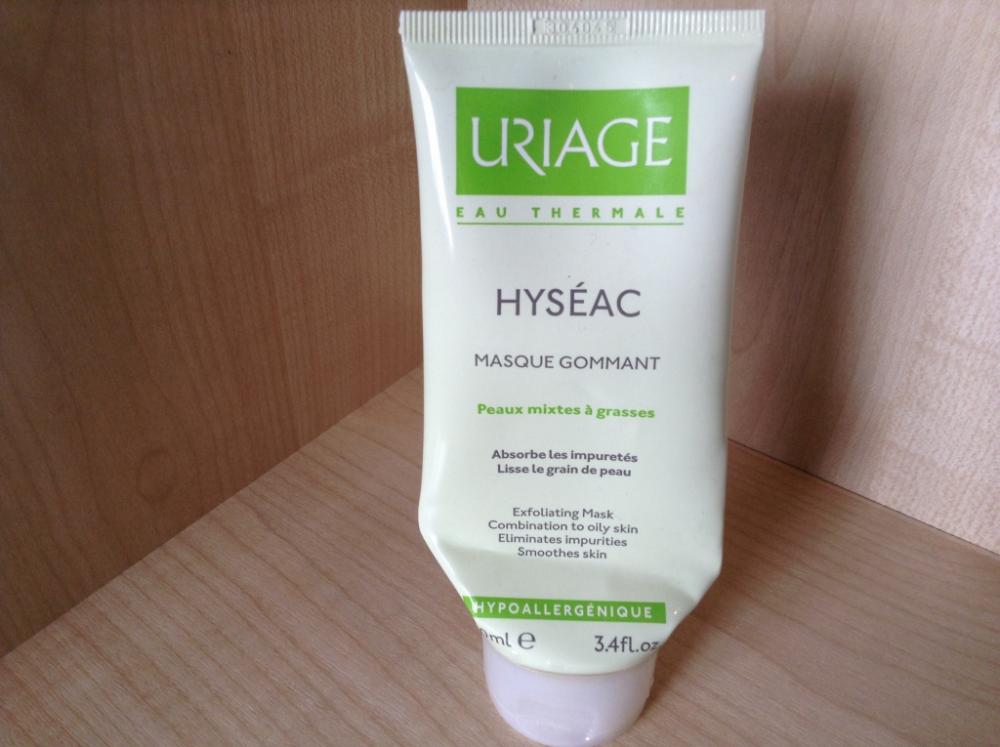 URIAGE
EAU THERMALE
HYSÉAC
MASQUE GOMMANT
Peaux mixtes à grasses
Absorbe les impuretés
Lisse le grain de peau
Exfoliating Mask
Combination to oily skin
Eliminates impurities
Smoothes skin
HYPOALLERGÉNIQUE
ml e 3.4fl.oz